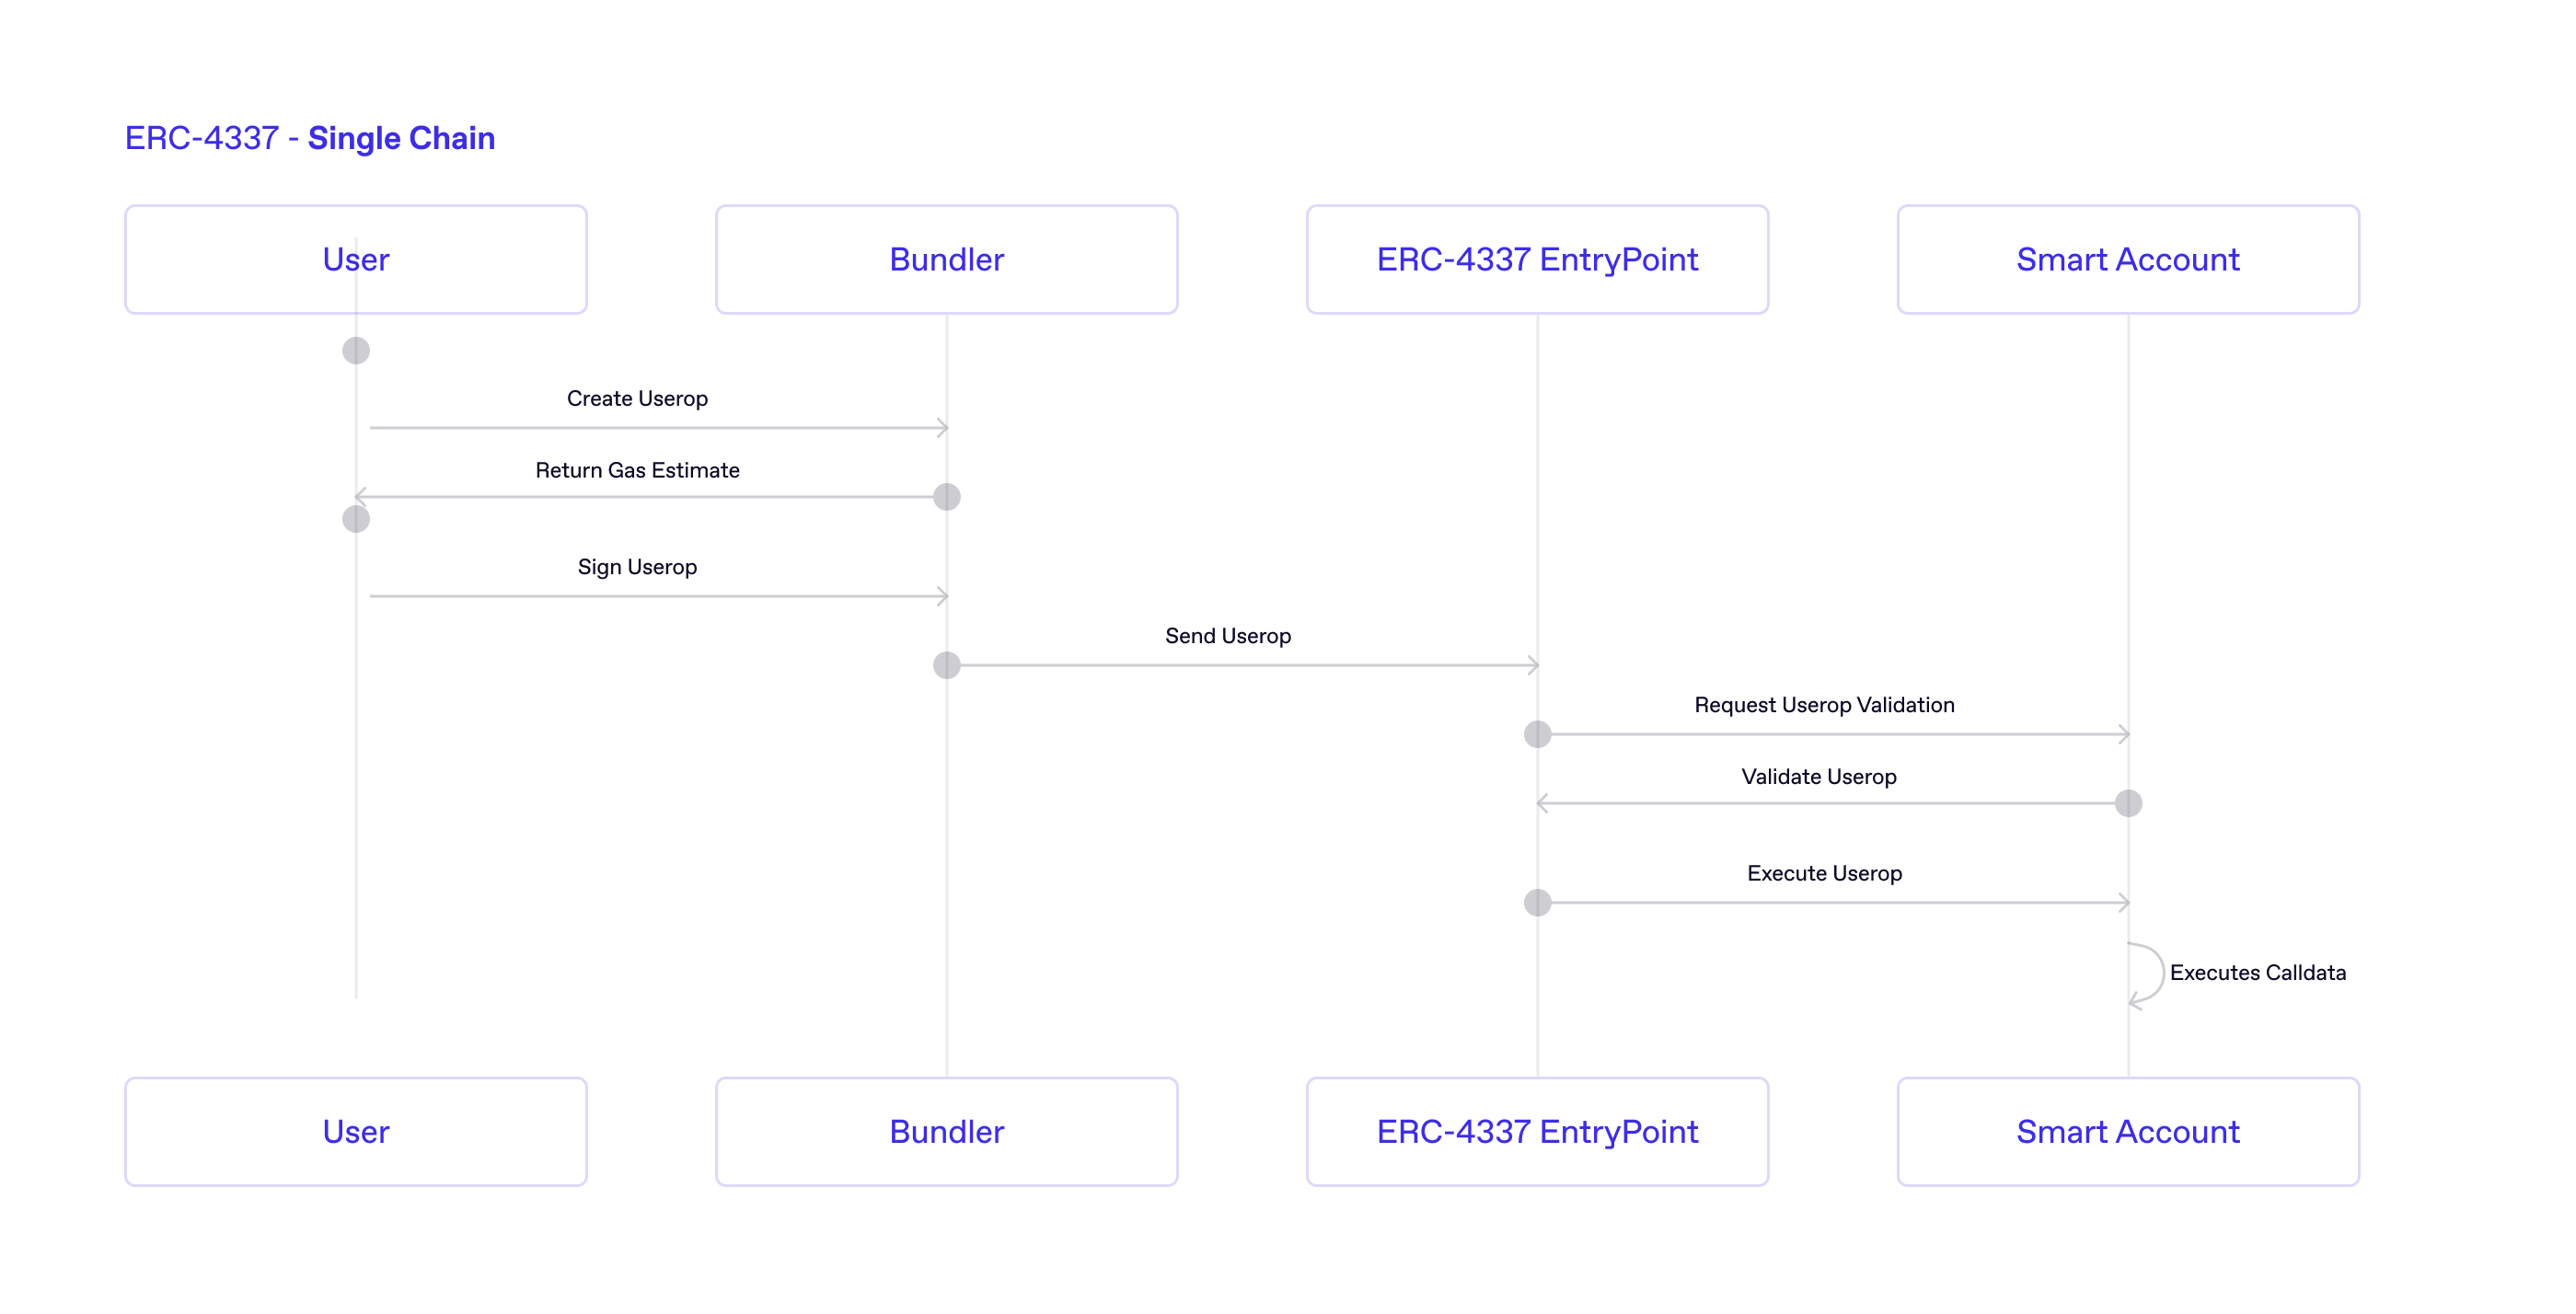 ERC-4337 - Single Chain
User
Bundler
ERC-4337 EntryPoint
Smart Account
Create Userop
Return Gas Estimate
Sign Userop
Send Userop
Request Userop Validation
Validate Userop
Execute Userop
Executes Calldata
User
Bundler
ERC-4337 EntryPoint
Smart Account